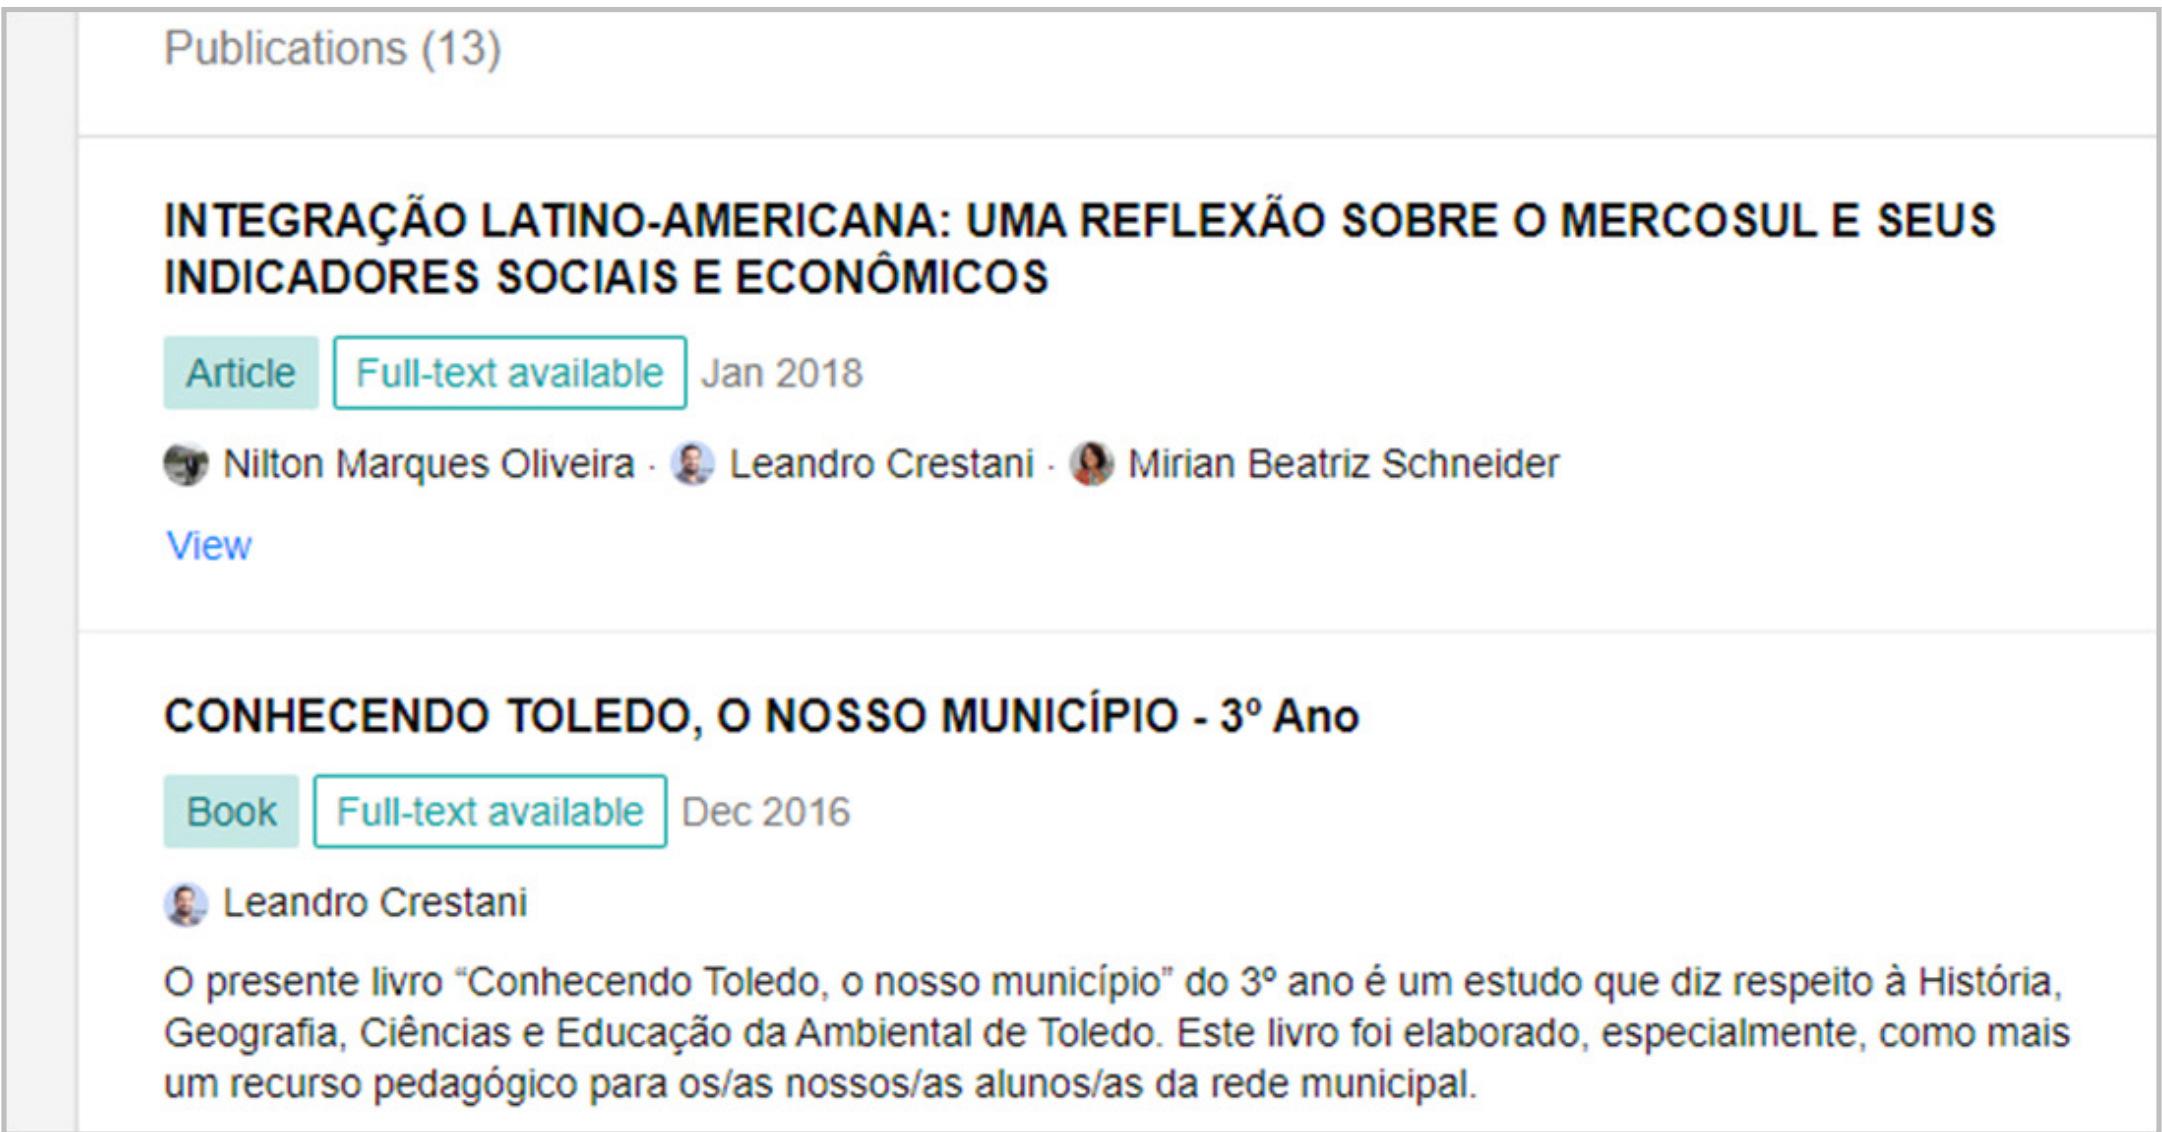 Publications (13)
INTEGRAÇÃO LATINO-AMERICANA: UMA REFLEXÃO SOBRE O MERCOSUL E SEUS
INDICADORES SOCIAIS E ECONÔMICOS
Article Full-text available Jan 2018
Nilton Marques Oliveira · Leandro Crestani · Mirian Beatriz Schneider
View
CONHECENDO TOLEDO, O NOSSO MUNICÍPIO - 3º Ano
Book Full-text available Dec 2016
Leandro Crestani
O presente livro “Conhecendo Toledo, o nosso município” do 3º ano é um estudo que diz respeito à História,
Geografia, Ciências e Educação da Ambiental de Toledo. Este livro foi elaborado, especialmente, como mais
um recurso pedagógico para os/as nossos/as alunos/as da rede municipal.